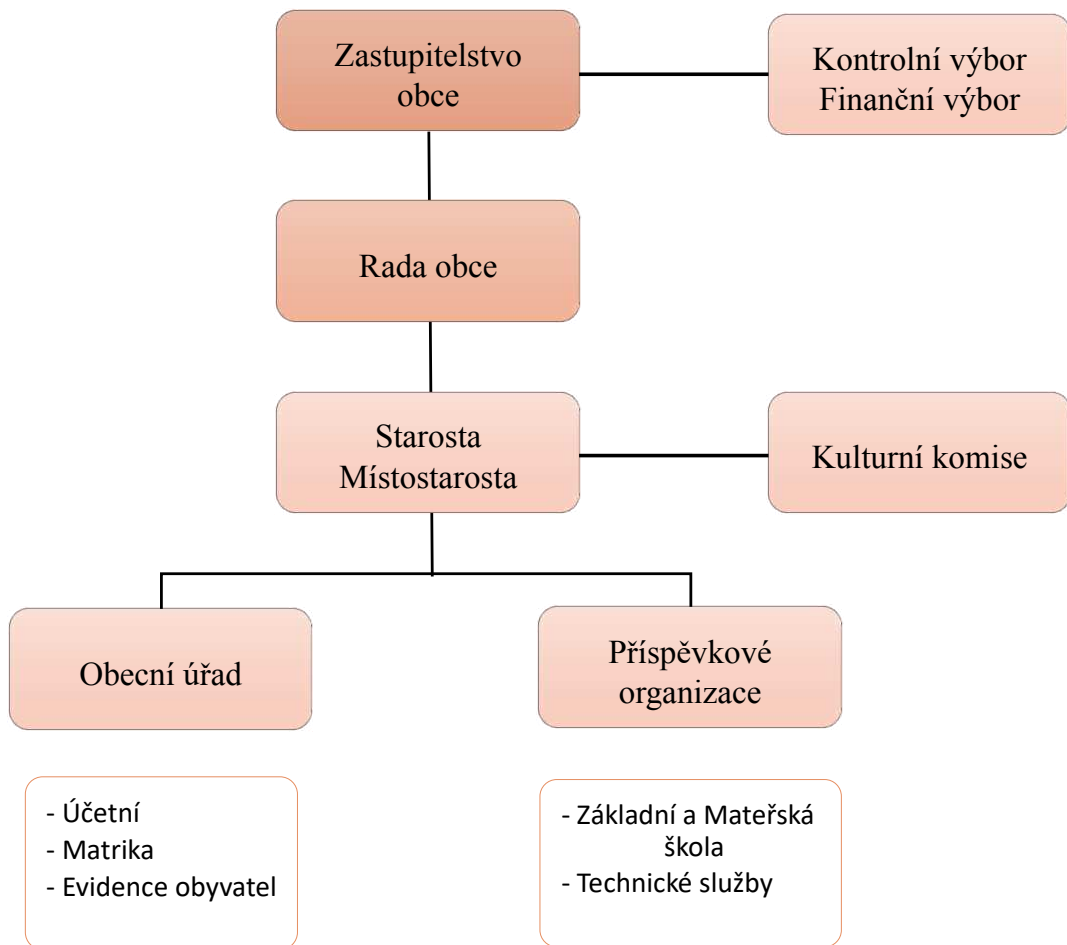 Zastupitelstvo
obce
Kontrolní výbor
Finanční výbor
Rada obce
Starosta
Místostarosta
Kulturní komise
Obecní úřad
Příspěvkové
organizace
- Účetní
- Matrika
- Evidence obyvatel
- Základní a Mateřská
škola
- Technické služby